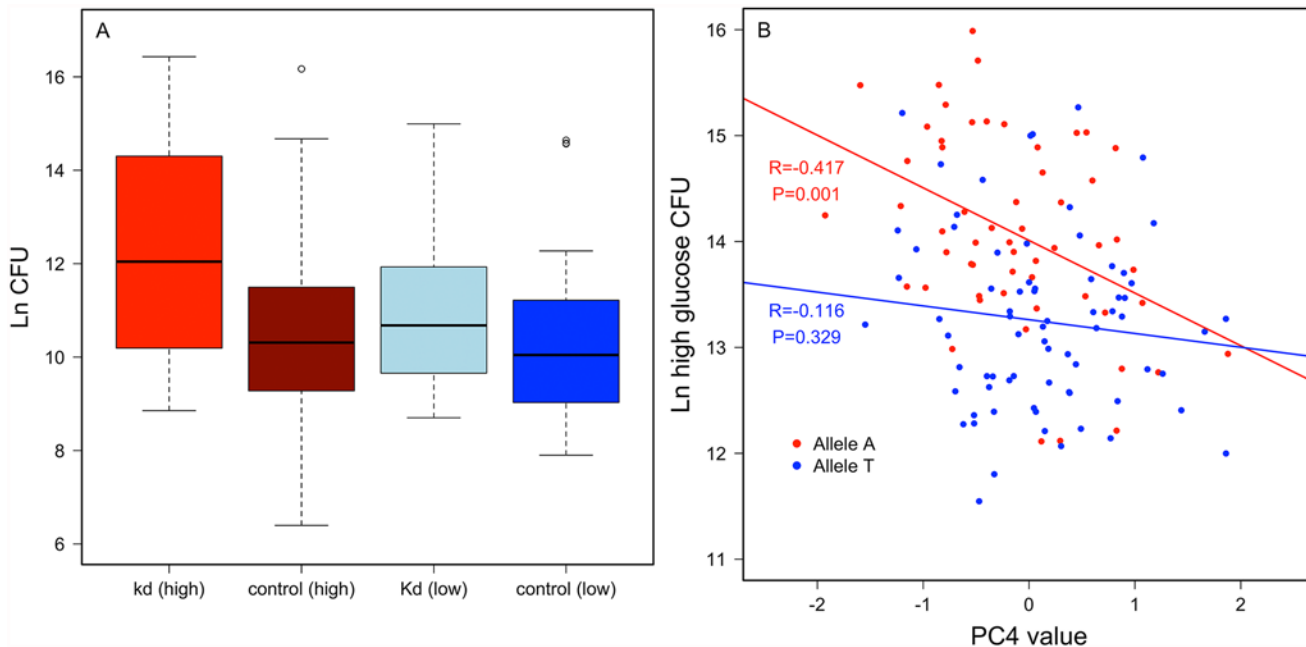 A
Ln CFU
16
14
12
10
8
6
kd (high)
control (high)
Kd (low)
control (low)
B
Ln high glucose CFU
16
15
14
13
12
11
R=-0.417
P=0.001
R=-0.116
P=0.329
Allele A
Allele T
-2
-1
0
1
2
PC4 value